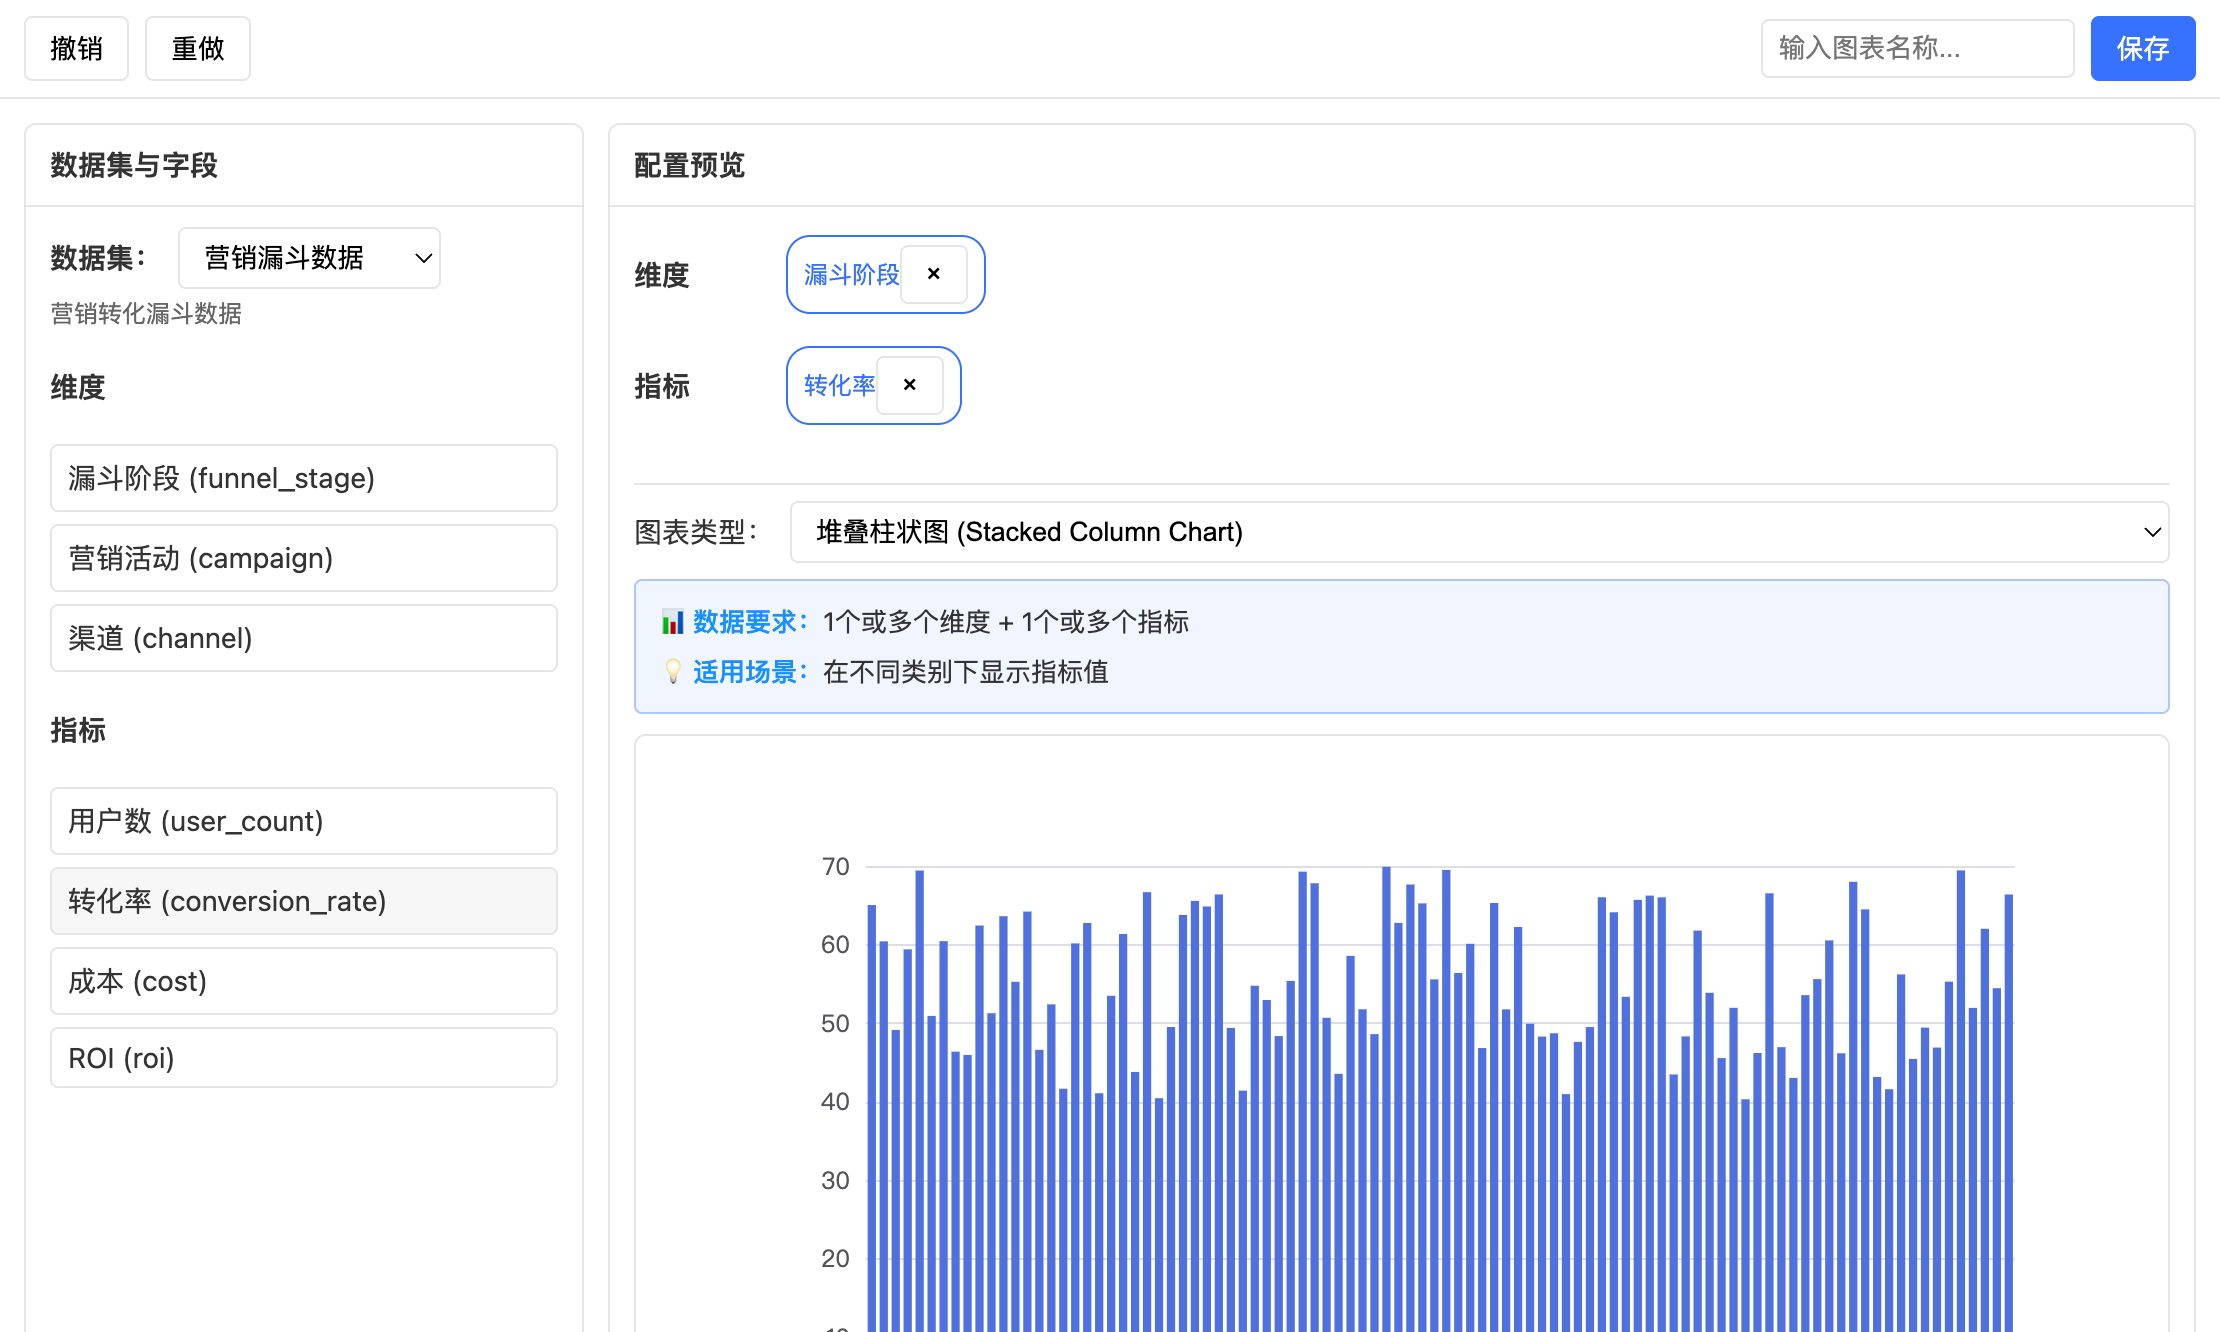 撤销
重做
输入图表名称...
保存
数据集与字段
数据集：
营销漏斗数据
营销转化漏斗数据
维度
漏斗阶段 (funnel_stage)
营销活动 (campaign)
渠道 (channel)
指标
用户数 (user_count)
转化率 (conversion_rate)
成本 (cost)
ROI (roi)
配置预览
维度
漏斗阶段 ×
指标
转化率 ×
图表类型：
堆叠柱状图 (Stacked Column Chart)
📊 数据要求： 1个或多个维度 + 1个或多个指标
💡 适用场景： 在不同类别下显示指标值
70
60
50
40
30
20